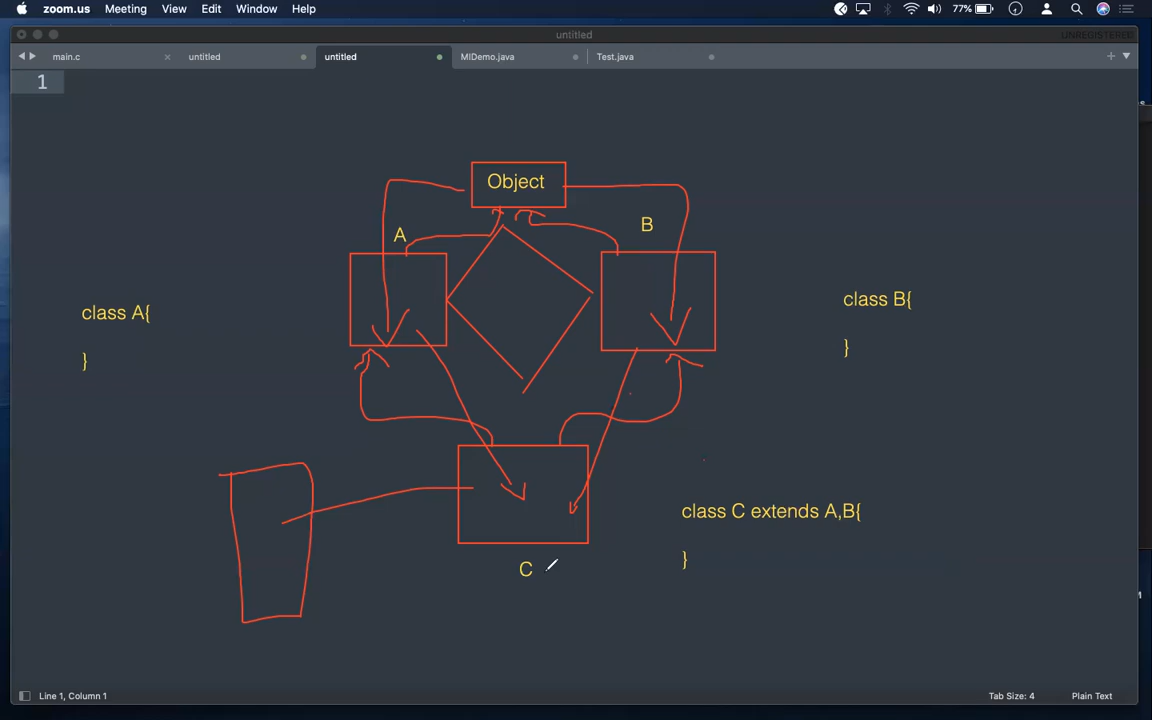 zoom.us Meeting View Edit Window Help 77%
untitled UNREGISTERED
main.c untitled untitled MIDemo.java Test.java
1
Object
A B
class A{
}
class B{
}
class C extends A,B{
}
C
Line 1, Column 1 Tab Size: 4 Plain Text